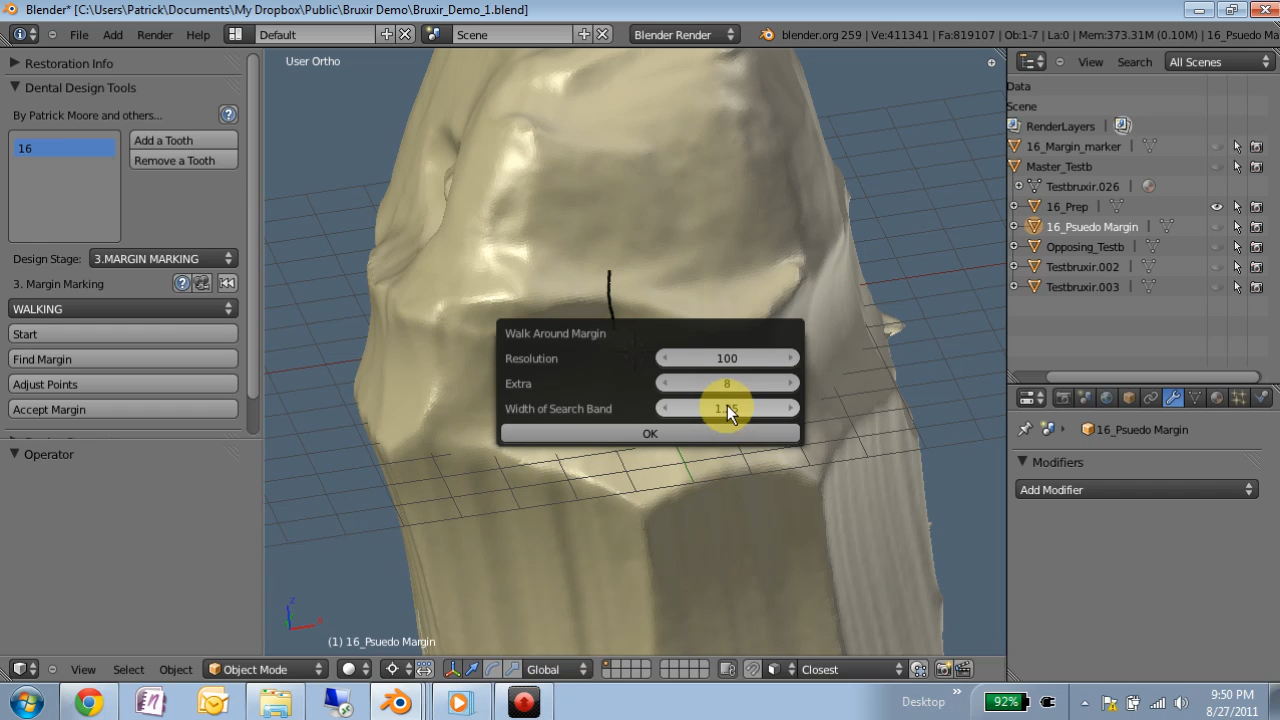 Blender* [C:\Users\Patrick\Documents\My Dropbox\Public\Bruxir Demo\Bruxir_Demo_1.blend]
File Add Render Help Default Scene Blender Render blender.org 259 | Ve:411341 | Fa:819107 | Ob:1-7 | La:0 | Mem:373.31M (0.10M) | 16_Psuedo Mar
Restoration Info
Dental Design Tools
By Patrick Moore and others...
16
Add a Tooth
Remove a Tooth
Design Stage: 3.MARGIN MARKING
3. Margin Marking
WALKING
Start
Find Margin
Adjust Points
Accept Margin
Operator
User Ortho
Walk Around Margin
Resolution 100
Extra 8
Width of Search Band
OK
z
x
(1) 16_Psuedo Margin
View Search All Scenes
Data
Scene
RenderLayers
16_Margin_marker
Master_Testb
Testbruxir.026
16_Prep
16_Psuedo Margin
Opposing_Testb
Testbruxir.002
Testbruxir.003
16_Psuedo Margin
Modifiers
Add Modifier
View Select Object Object Mode Global Closest
Desktop
92%
9:50 PM
8/27/2011